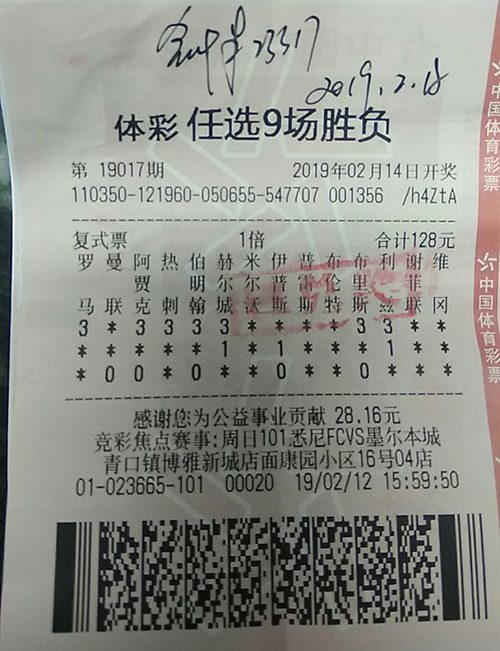 23317
2019.2.18
体彩 任选9场胜负
第 19017期 2019年02月14日开奖
110350-121960-050655-547707 001356 /h4ZtA
复式票 1倍 合计128元
罗 曼 阿 热 伯 赫 米 伊 普 布 布 利 谢 维
贾 明 尔 尔 普 雷 伦 里 物 菲
马 联 克 刺 翰 城 沃 斯 斯 特 斯 兹 联 冈
3 * 3 3 3 3 * * * * 3 3 * *
* * * * * 1 * 1 * * * 1 * *
* 0 0 * * 0 * 0 * * * 0 * *
感谢您为公益事业贡献 28.16元
竞彩焦点赛事:周日101,悉尼FCVS墨尔本城
青口镇博雅新城店面康园小区16号04店
01-023665-101 00020 19/02/12 15:59:50
中国体育彩票
中国体育彩票